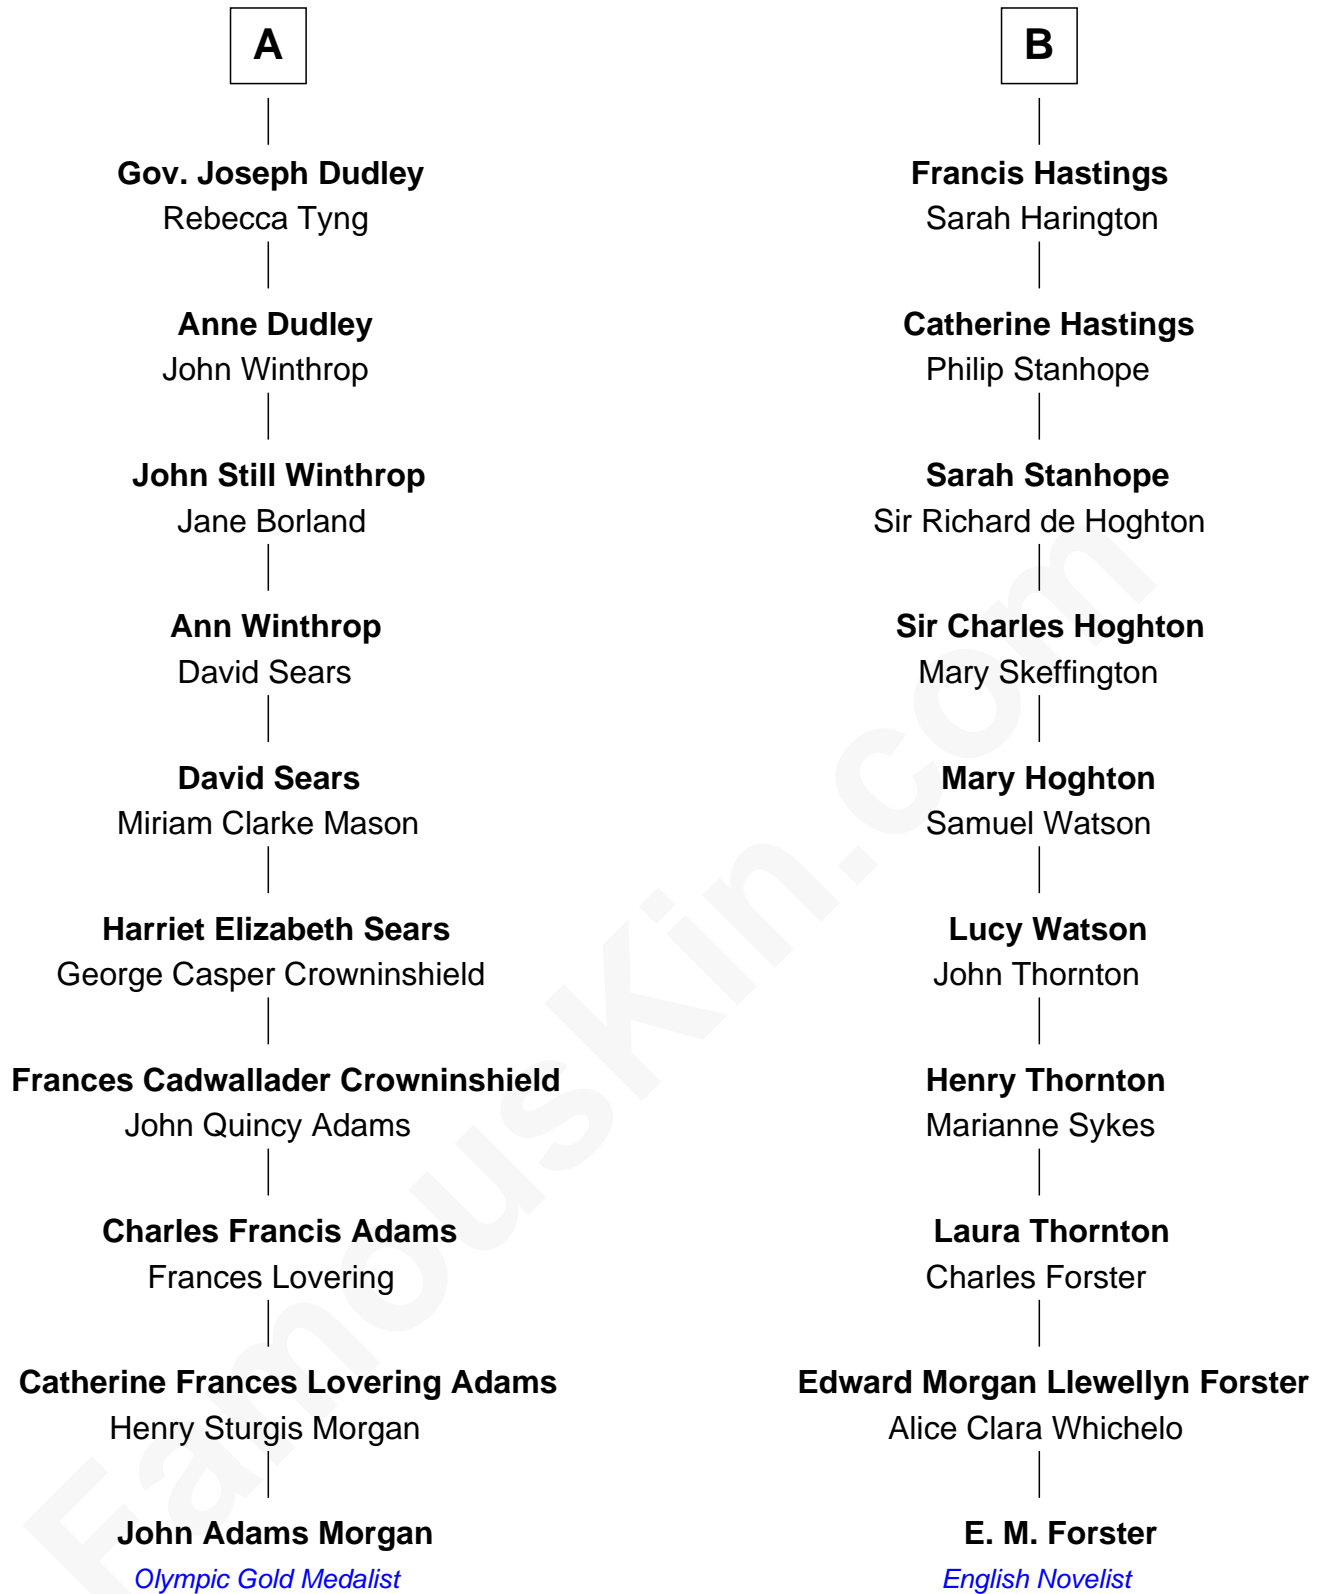 A
Gov. Joseph Dudley
Rebecca Tyng
Anne Dudley
John Winthrop
John Still Winthrop
Jane Borland
Ann Winthrop
David Sears
David Sears
Miriam Clarke Mason
Harriet Elizabeth Sears
George Casper Crowninshield
Frances Cadwallader Crowninshield
John Quincy Adams
Charles Francis Adams
Frances Lovering
Catherine Frances Lovering Adams
Henry Sturgis Morgan
John Adams Morgan
Olympic Gold Medalist
B
Francis Hastings
Sarah Harington
Catherine Hastings
Philip Stanhope
Sarah Stanhope
Sir Richard de Hoghton
Sir Charles Hoghton
Mary Skeffington
Mary Hoghton
Samuel Watson
Lucy Watson
John Thornton
Henry Thornton
Marianne Sykes
Laura Thornton
Charles Forster
Edward Morgan Llewellyn Forster
Alice Clara Whichelo
E. M. Forster
English Novelist
FamousKin.com